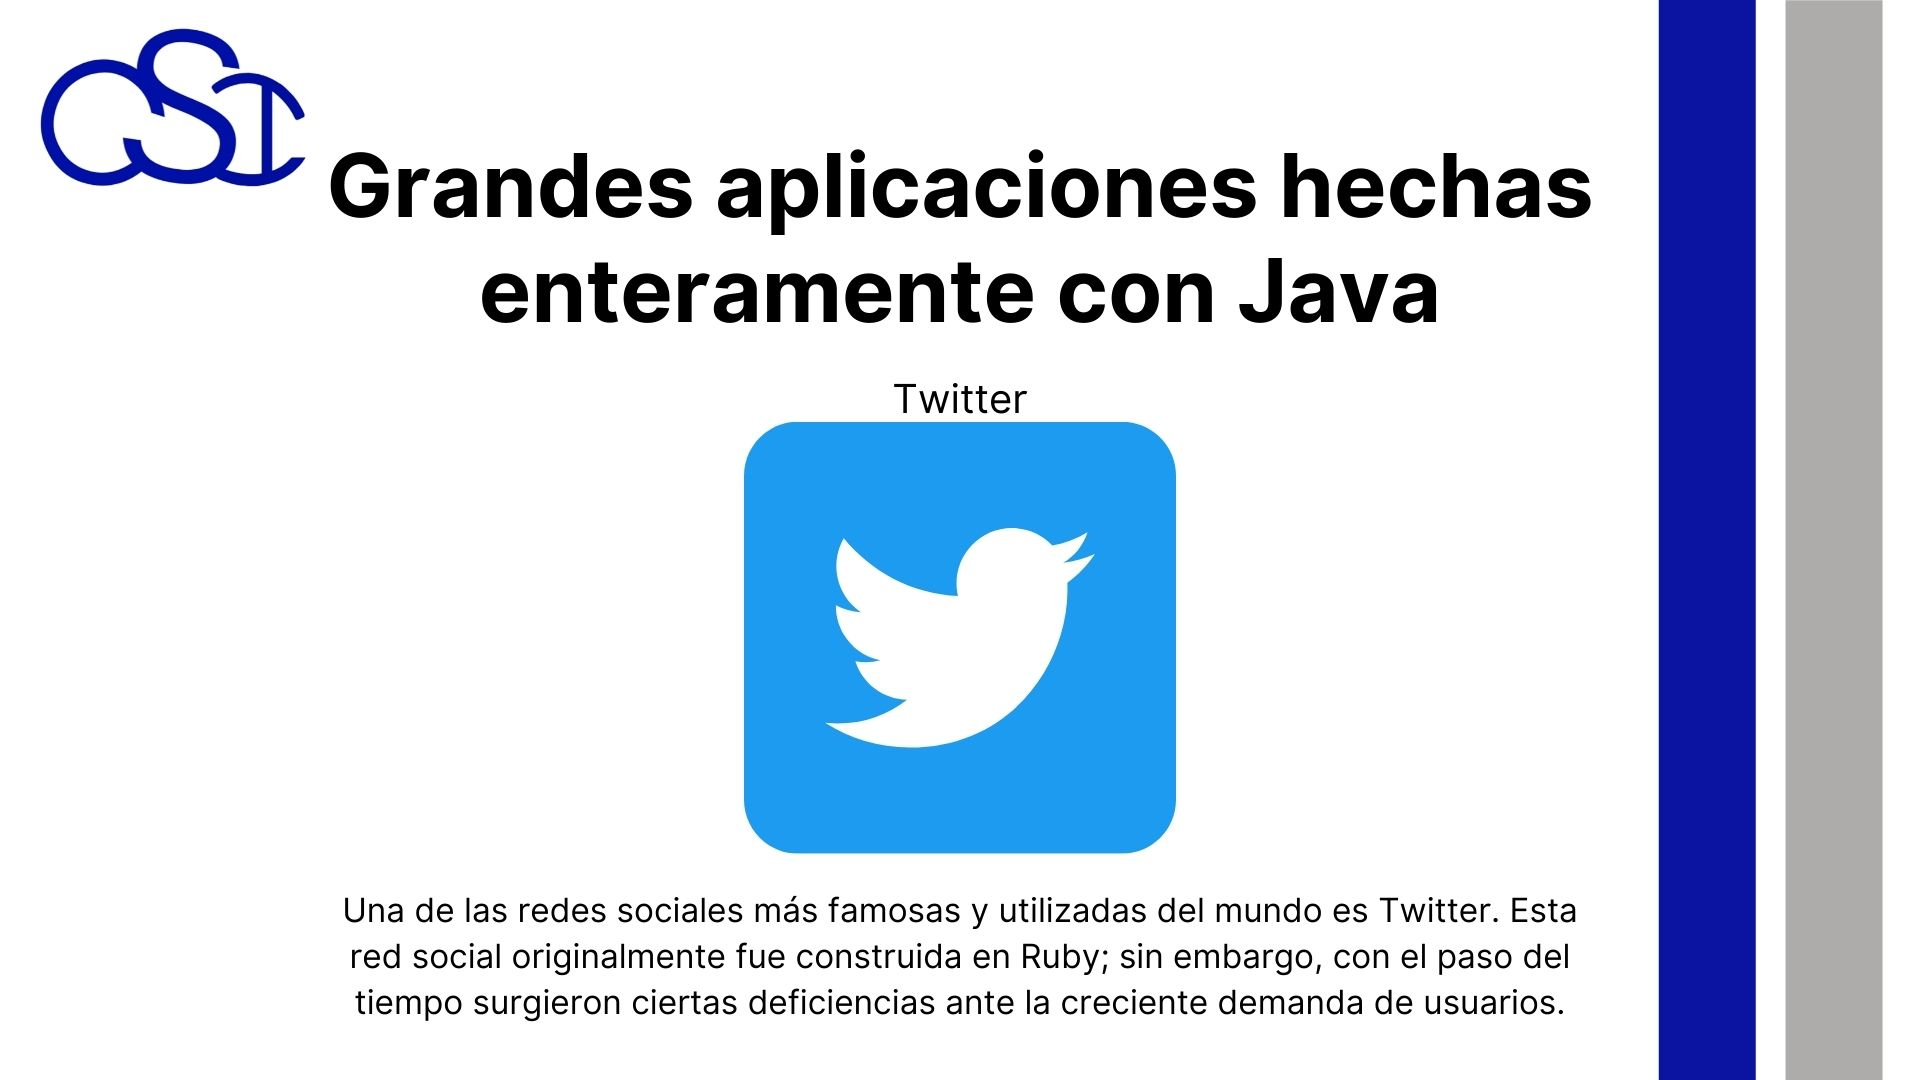 CSI
Grandes aplicaciones hechas
enteramente con Java
Twitter
Una de las redes sociales más famosas y utilizadas del mundo es Twitter. Esta
red social originalmente fue construida en Ruby; sin embargo, con el paso del
tiempo surgieron ciertas deficiencias ante la creciente demanda de usuarios.